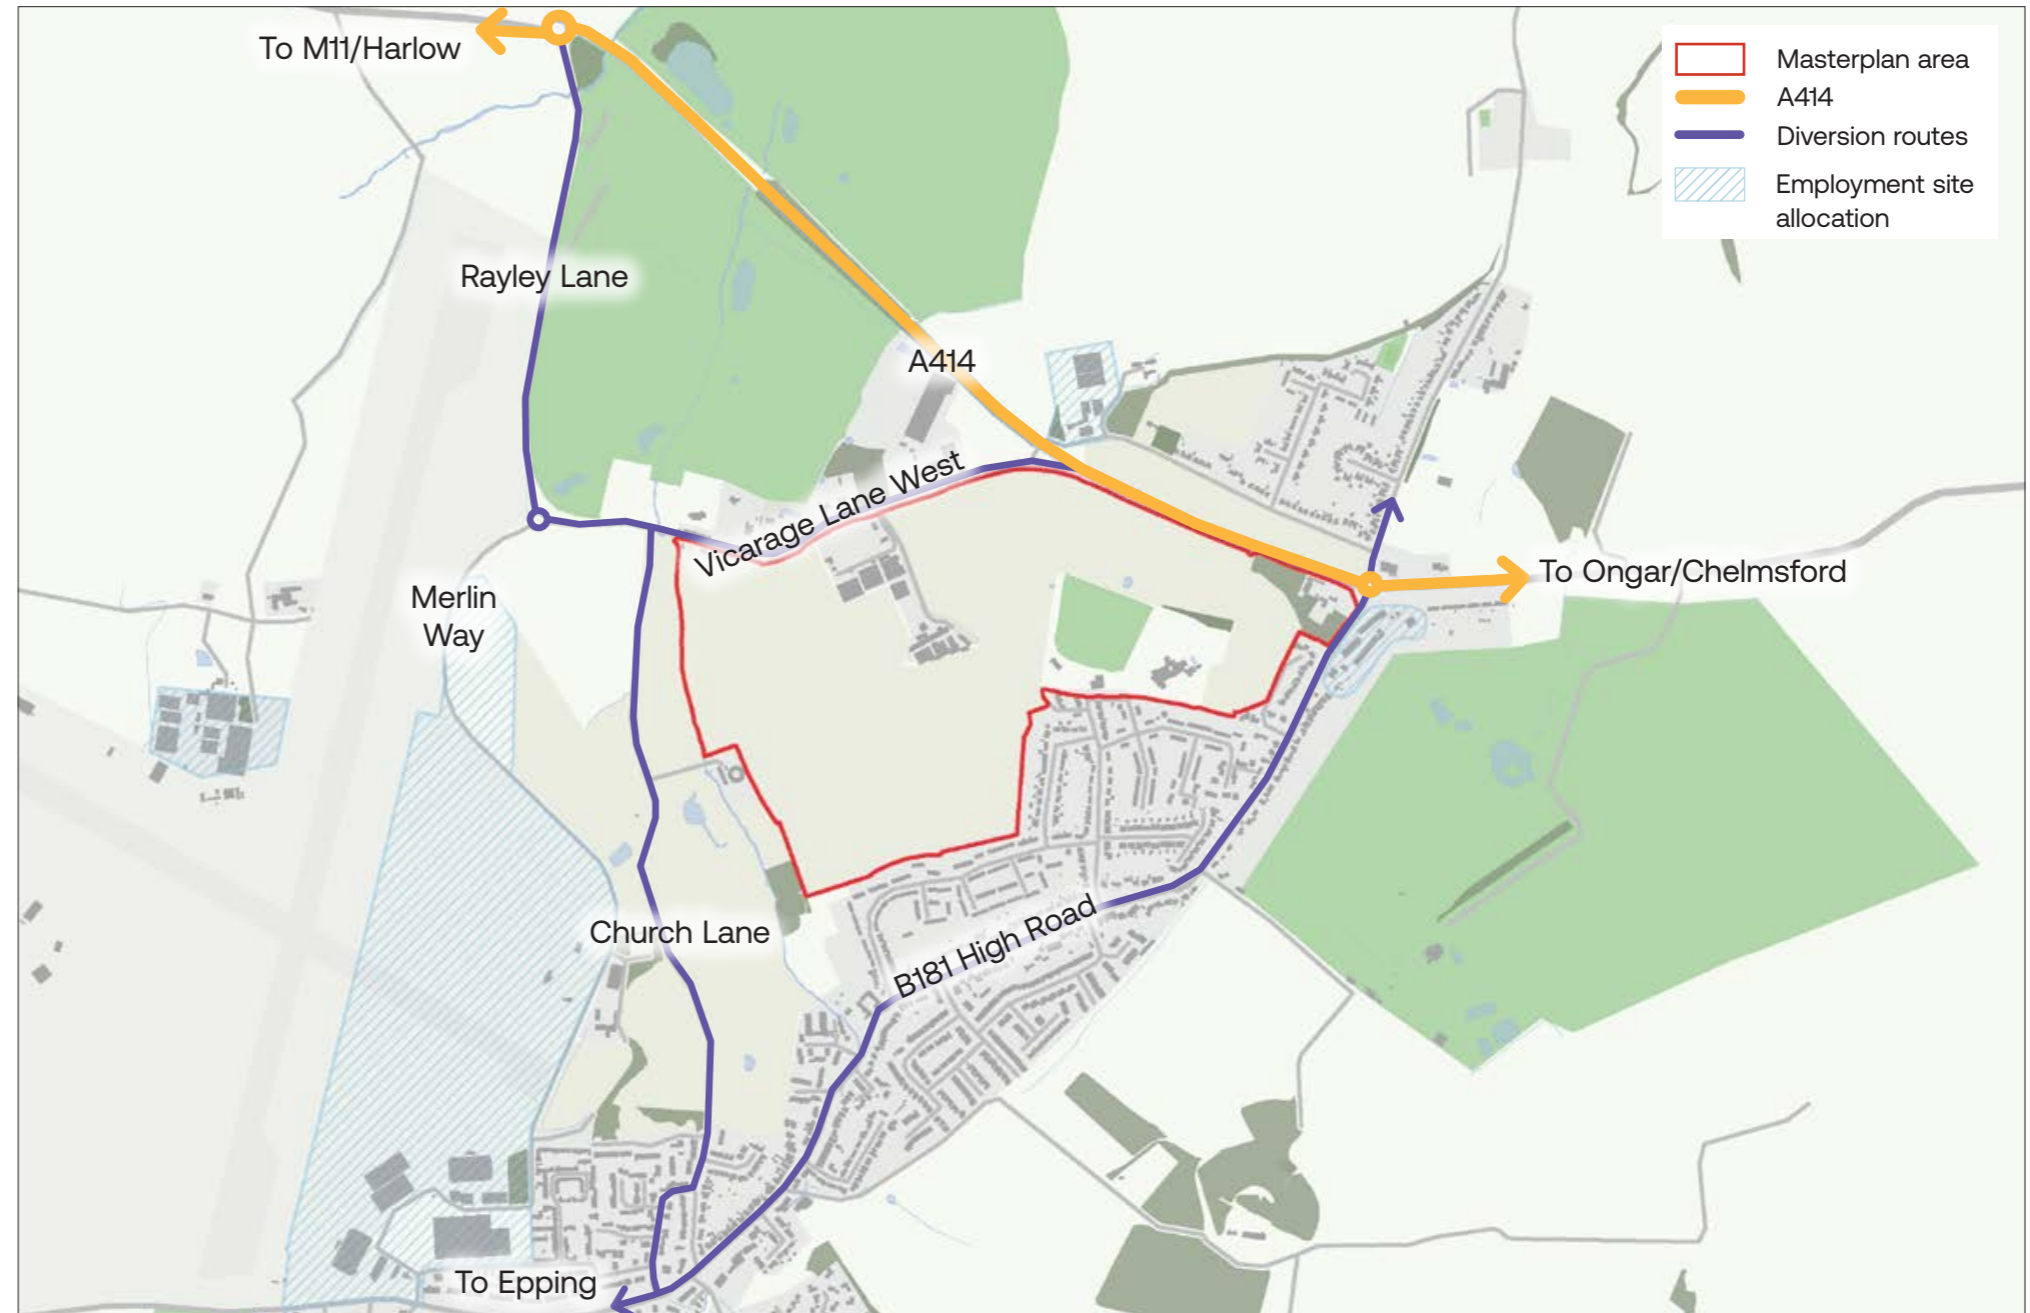 To M11/Harlow
Masterplan area
A414
Diversion routes
Employment site
allocation
Rayley Lane
A414
Vicarage Lane West
To Ongar/Chelmsford
Merlin
Way
Church Lane
B181 High Road
To Epping